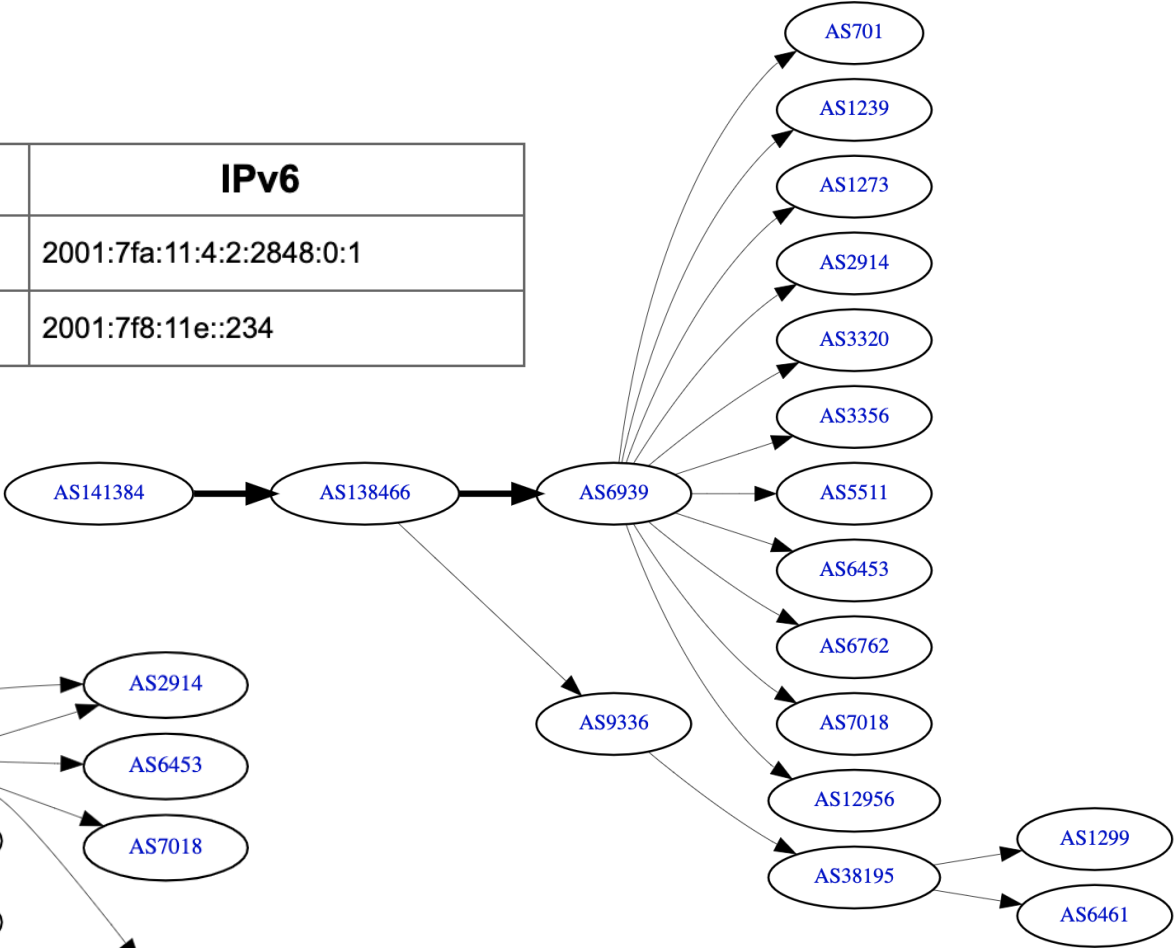 AS701
AS1239
IPv6
AS1273
2001:7fa:11:4:2:2848:0:1
AS2914
2001:7f8:11e::234
AS3320
AS3356
AS141384
AS138466
AS6939
AS5511
AS6453
AS6762
AS2914
AS9336
AS7018
AS6453
AS12956
AS7018
AS1299
AS38195
AS6461